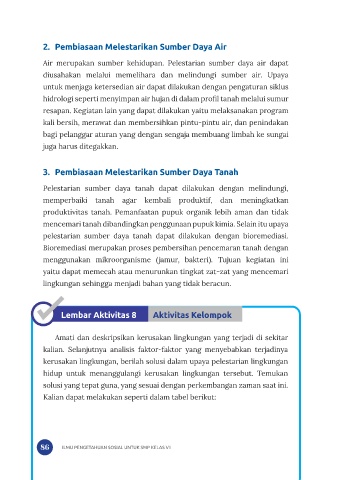 2. Pembiasaan Melestarikan Sumber Daya Air
Air merupakan sumber kehidupan. Pelestarian sumber daya air dapat
diusahakan melalui memelihara dan melindungi sumber air. Upaya
untuk menjaga ketersedian air dapat dilakukan dengan pengaturan siklus
hidrologi seperti menyimpan air hujan di dalam profil tanah melalui sumur
resapan. Kegiatan lain yang dapat dilakukan yaitu melaksanakan program
kali bersih, merawat dan membersihkan pintu-pintu air, dan penindakan
bagi pelanggar aturan yang dengan sengaja membuang limbah ke sungai
juga harus ditegakkan.
3. Pembiasaan Melestarikan Sumber Daya Tanah
Pelestarian sumber daya tanah dapat dilakukan dengan melindungi,
memperbaiki tanah agar kembali produktif, dan meningkatkan
produktivitas tanah. Pemanfaatan pupuk organik lebih aman dan tidak
mencemari tanah dibandingkan penggunaan pupuk kimia. Selain itu upaya
pelestarian sumber daya tanah dapat dilakukan dengan bioremediasi.
Bioremediasi merupakan proses pembersihan pencemaran tanah dengan
menggunakan mikroorganisme (jamur, bakteri). Tujuan kegiatan ini
yaitu dapat memecah atau menurunkan tingkat zat-zat yang mencemari
lingkungan sehingga menjadi bahan yang tidak beracun.
Lembar Aktivitas 8 Aktivitas Kelompok
Amati dan deskripsikan kerusakan lingkungan yang terjadi di sekitar
kalian. Selanjutnya analisis faktor-faktor yang menyebabkan terjadinya
kerusakan lingkungan, berilah solusi dalam upaya pelestarian lingkungan
hidup untuk menanggulangi kerusakan lingkungan tersebut. Temukan
solusi yang tepat guna, yang sesuai dengan perkembangan zaman saat ini.
Kalian dapat melakukan seperti dalam tabel berikut:
86 ILMU PENGETAHUAN SOSIAL UNTUK SMP KELAS VII